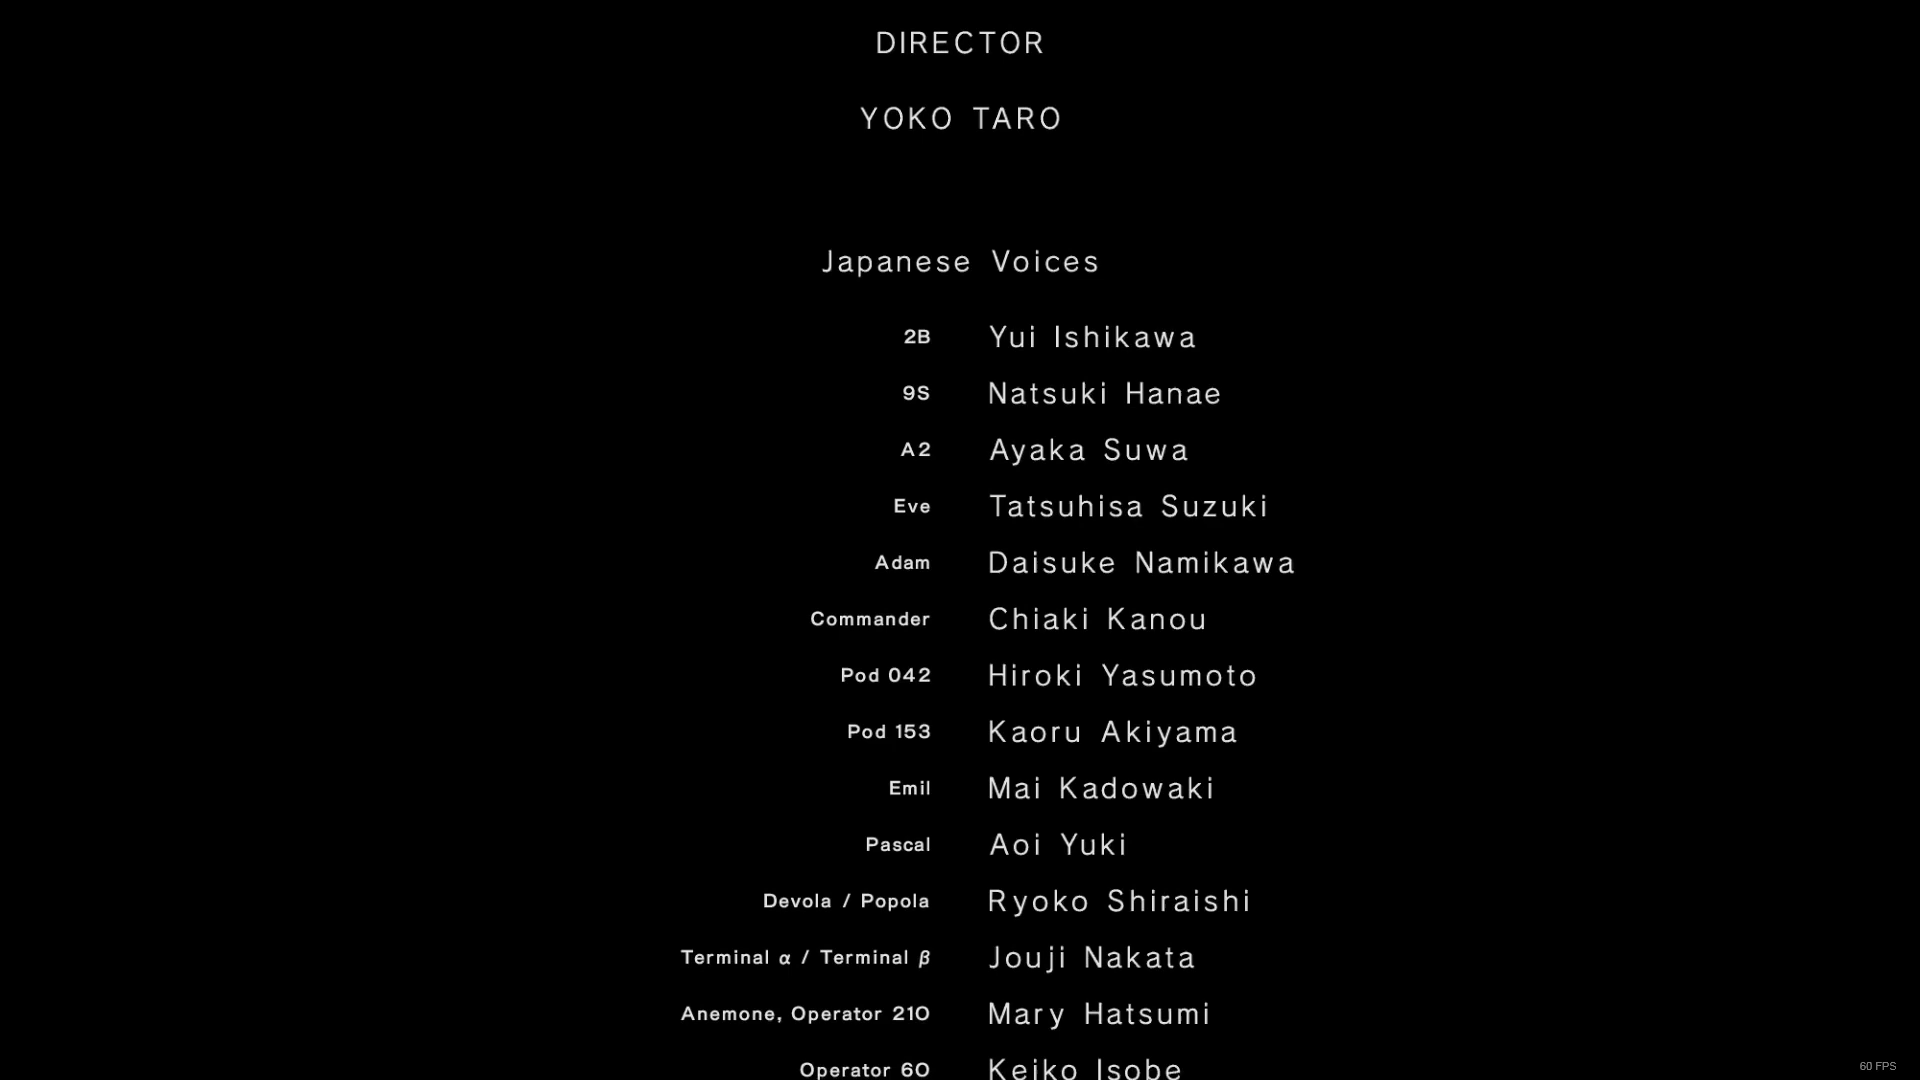 DIRECTOR
YOKO TARO
Japanese Voices
2B Yui Ishikawa
9S Natsuki Hanae
A2 Ayaka Suwa
Eve Tatsuhisa Suzuki
Adam Daisuke Namikawa
Commander Chiaki Kanou
Pod 042 Hiroki Yasumoto
Pod 153 Kaoru Akiyama
Emil Mai Kadowaki
Pascal Aoi Yuki
Devola / Popola Ryoko Shiraishi
Terminal α / Terminal β Jouji Nakata
Anemone, Operator 21O Mary Hatsumi
Operator 6O Keiko Isobe
60 FPS